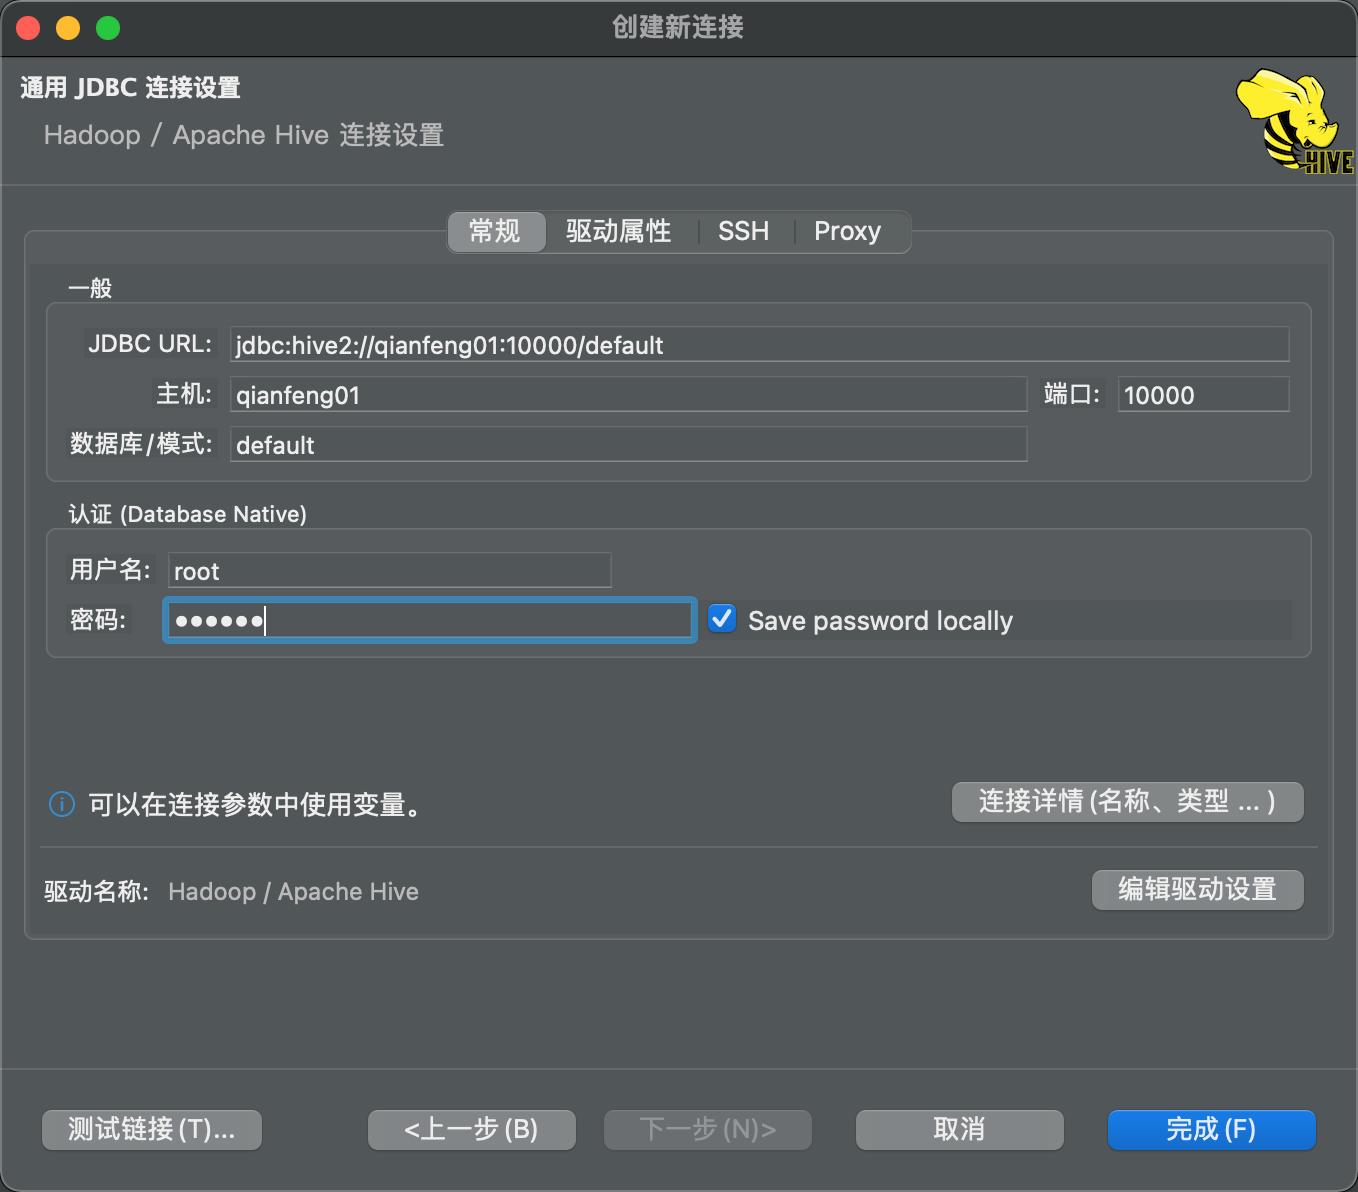 创建新连接
通用 JDBC 连接设置
Hadoop / Apache Hive 连接设置
HIVE
常规 驱动属性 SSH Proxy
一般
JDBC URL: jdbc:hive2://qianfeng01:10000/default
主机: qianfeng01 端口: 10000
数据库/模式: default
认证 (Database Native)
用户名: root
密码: ●●●●●● Save password locally
可以在连接参数中使用变量。 连接详情(名称、类型 ... )
驱动名称: Hadoop / Apache Hive 编辑驱动设置
测试链接(T)... <上一步(B) 下一步(N)> 取消 完成(F)